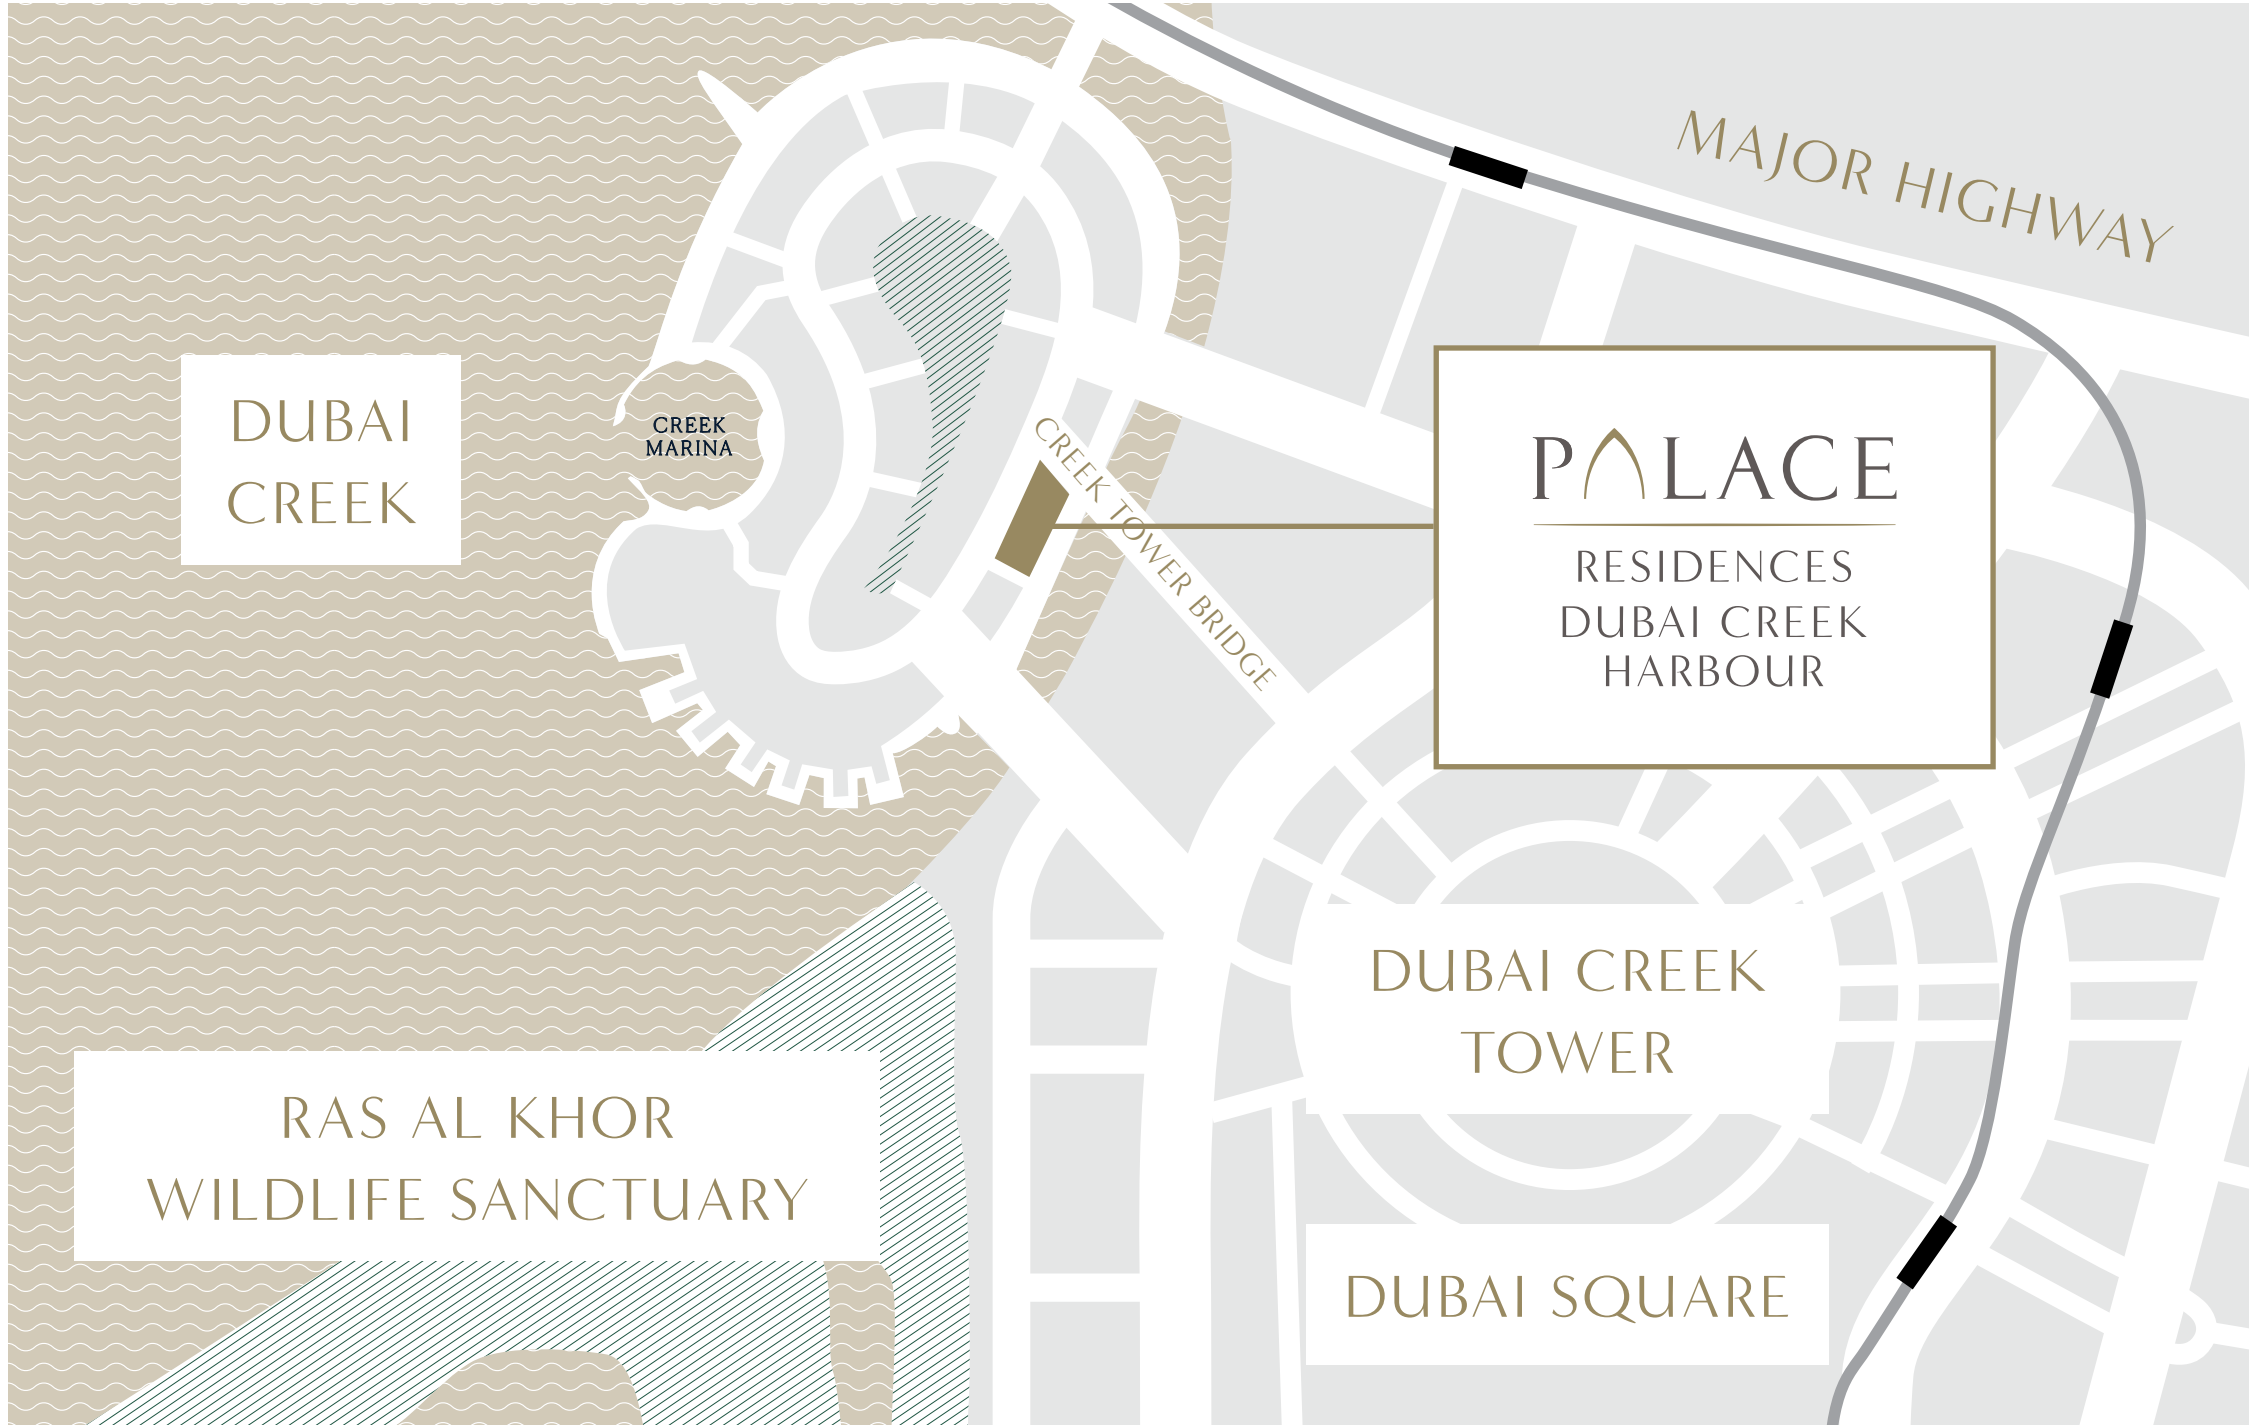 MAJOR HIGHWAY
DUBAI
CREEK
CREEK
MARINA
CREEK TOWER BRIDGE
PALACE
RESIDENCES
DUBAI CREEK
HARBOUR
DUBAI CREEK
TOWER
RAS AL KHOR
WILDLIFE SANCTUARY
DUBAI SQUARE